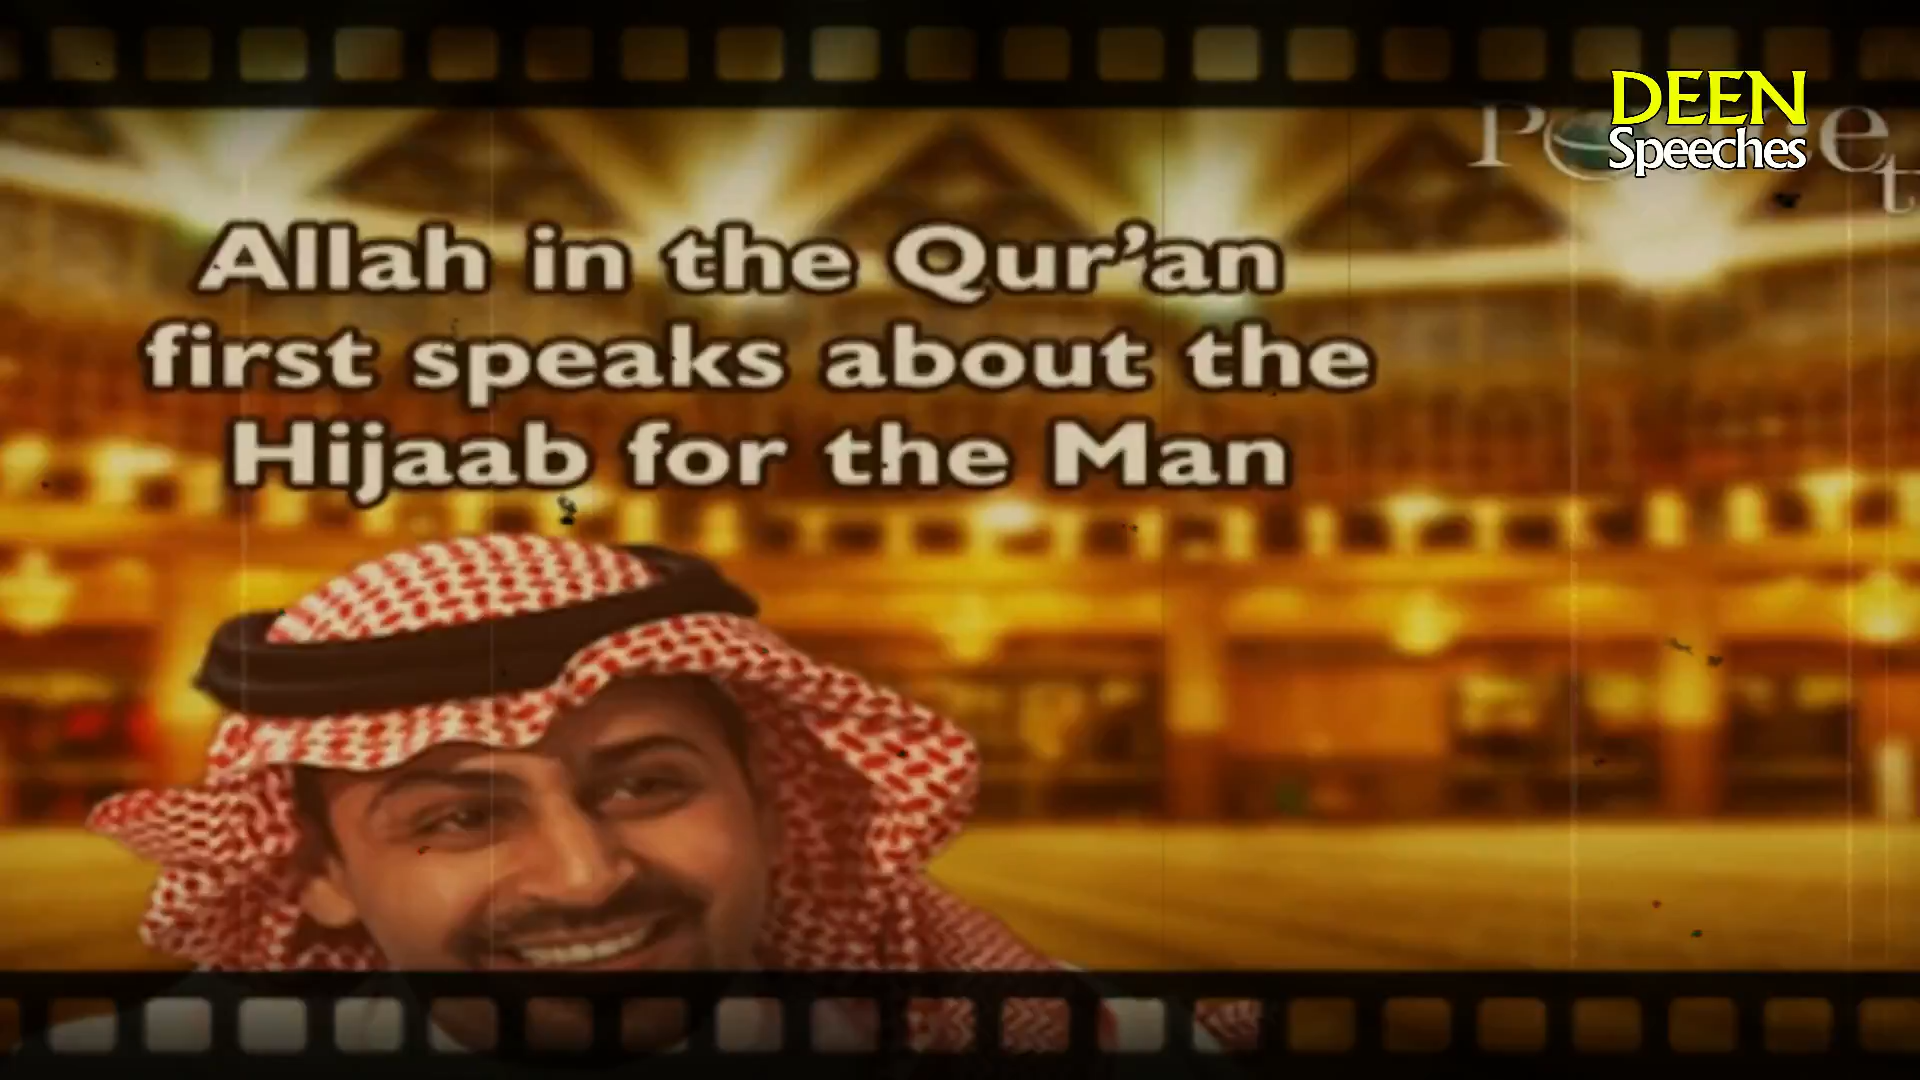 DEEN
Speeches
Allah in the Qur’an
first speaks about the
Hijaab for the Man